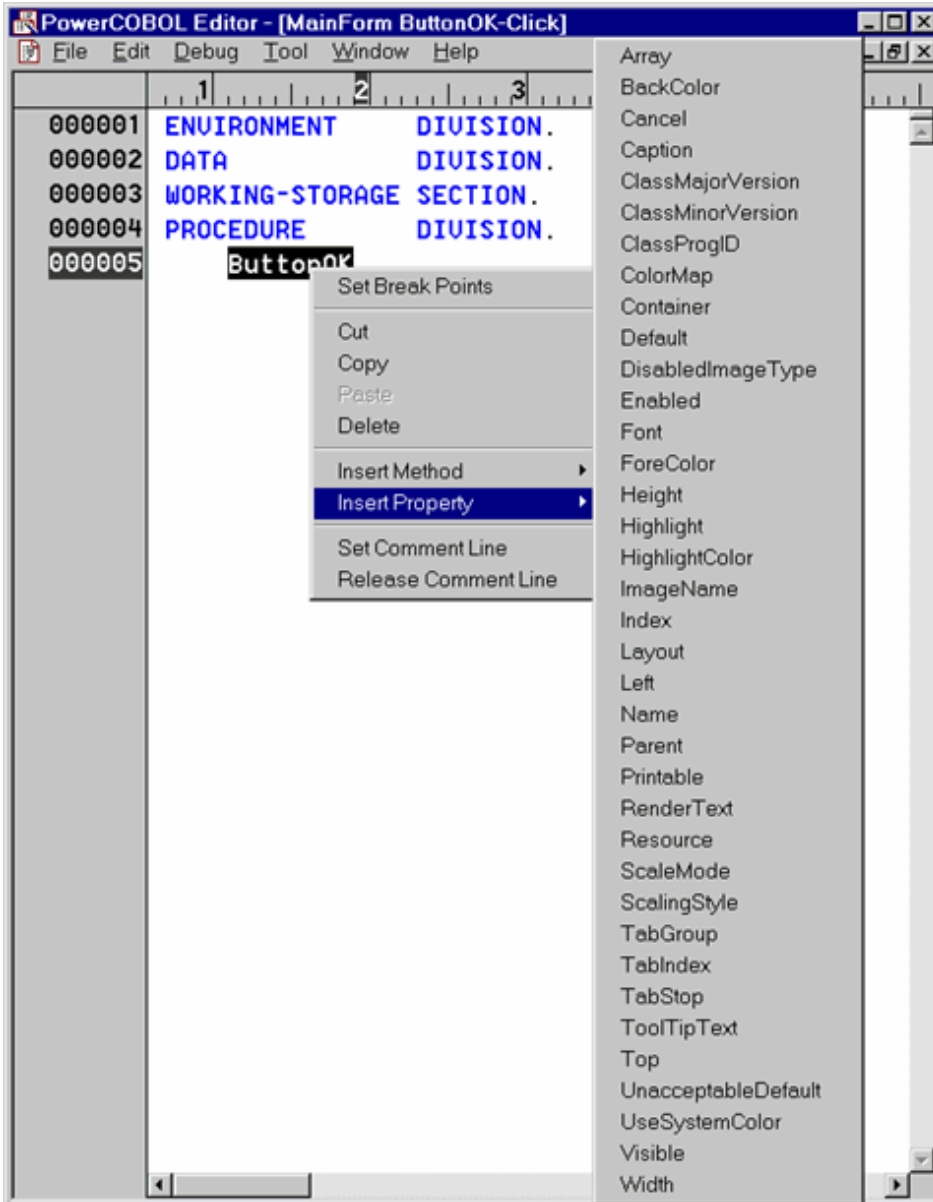 PowerCOBOL Editor - [MainForm ButtonOK-Click]
File Edit Debug Tool Window Help
1 2 3
000001 ENVIRONMENT DIVISION.
000002 DATA DIVISION.
000003 WORKING-STORAGE SECTION.
000004 PROCEDURE DIVISION.
000005 ButtonOK
Set Break Points
Cut
Copy
Paste
Delete
Insert Method
Insert Property
Set Comment Line
Release Comment Line
Array
BackColor
Cancel
Caption
ClassMajorVersion
ClassMinorVersion
ClassProgID
ColorMap
Container
Default
DisabledImageType
Enabled
Font
ForeColor
Height
Highlight
HighlightColor
ImageName
Index
Layout
Left
Name
Parent
Printable
RenderText
Resource
ScaleMode
ScalingStyle
TabGroup
TabIndex
TabStop
ToolTipText
Top
UnacceptableDefault
UseSystemColor
Visible
Width